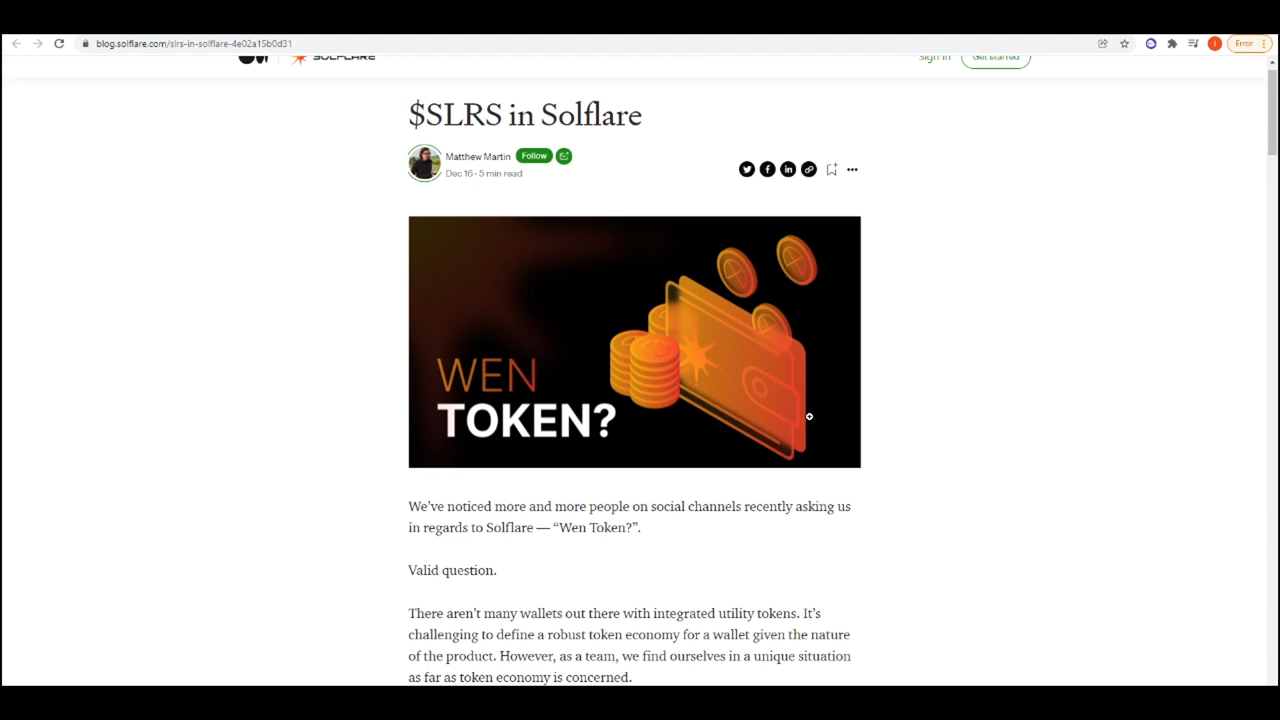 blog.solflare.com/slrs-in-solflare-4e02a15b0d31
Error
SOLFLARE
Sign In
Get started
$SLRS in Solflare
Matthew Martin
Follow
Dec 16 · 5 min read
WEN
TOKEN?
We’ve noticed more and more people on social channels recently asking us
in regards to Solflare — “Wen Token?”.
Valid question.
There aren’t many wallets out there with integrated utility tokens. It’s
challenging to define a robust token economy for a wallet given the nature
of the product. However, as a team, we find ourselves in a unique situation
as far as token economy is concerned.